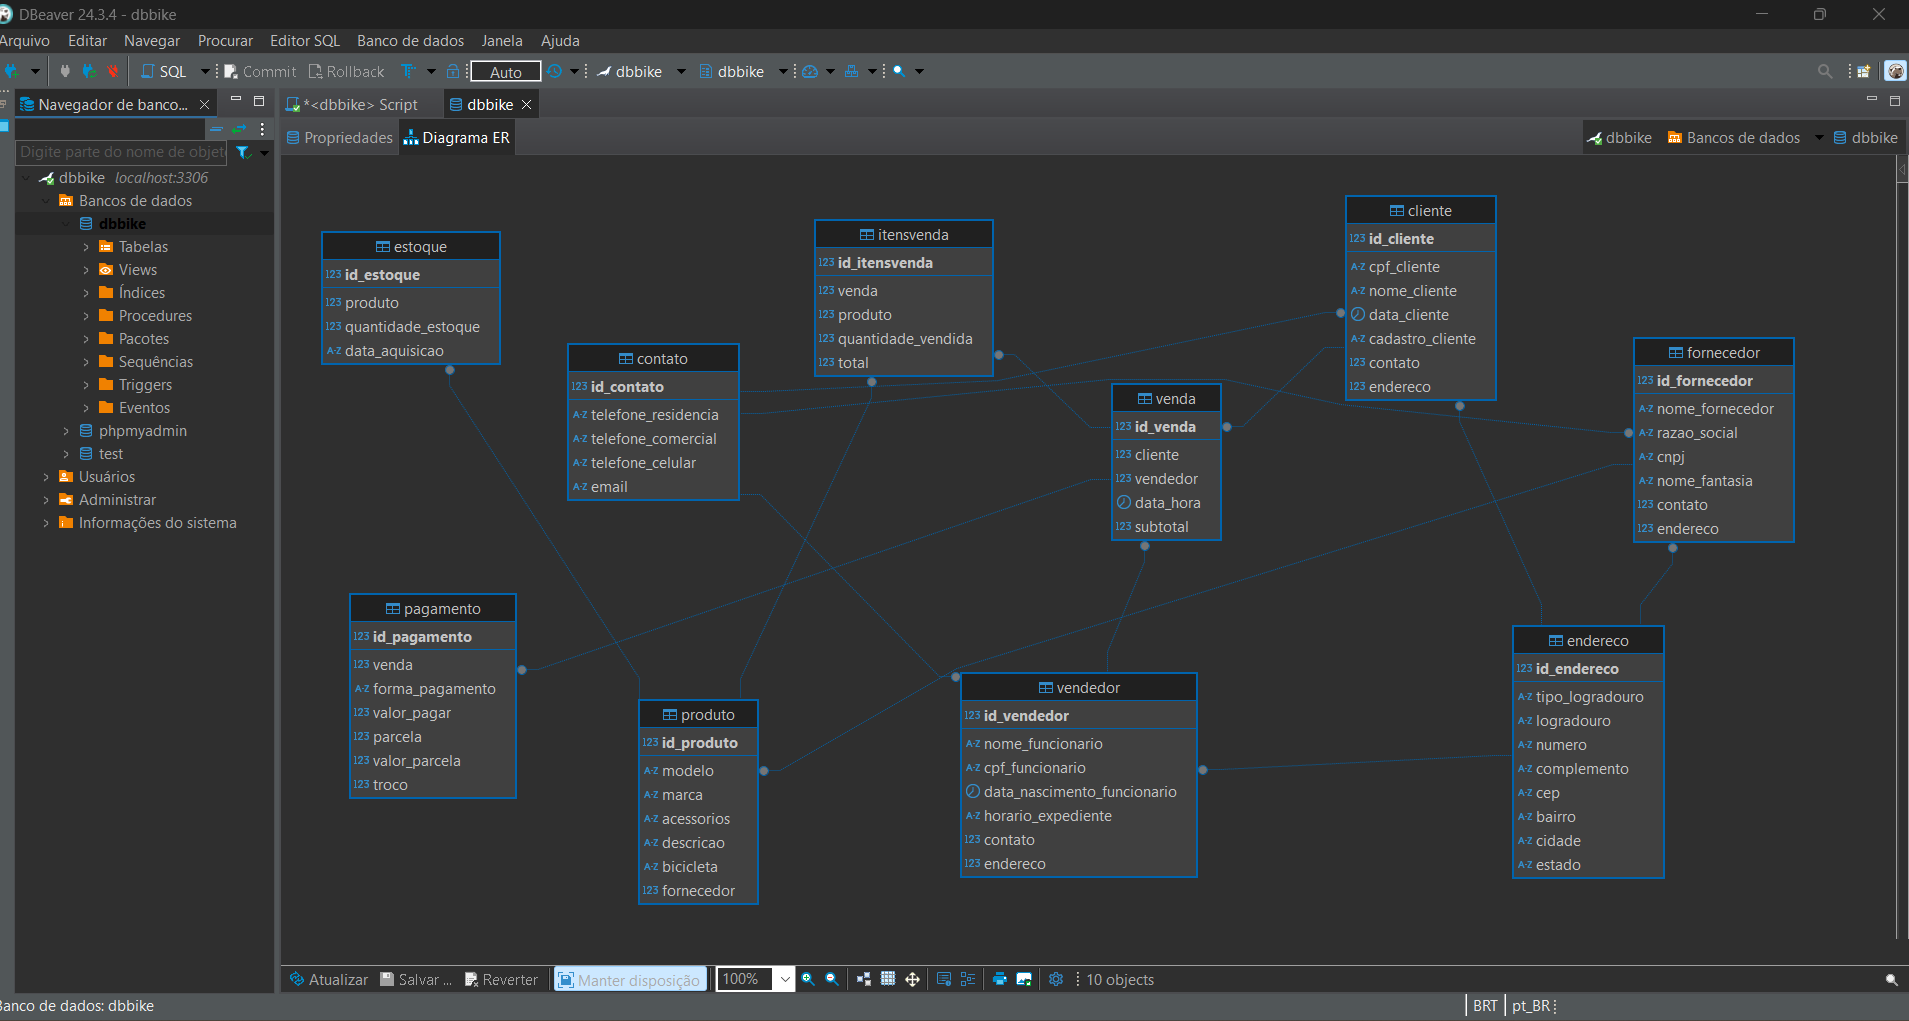 DBeaver 24.3.4 - dbbike
Arquivo Editar Navegar Procurar Editor SQL Banco de dados Janela Ajuda
SQL Commit Rollback Auto dbbike dbbike
Navegador de banco...
*<dbbike> Script
dbbike
Propriedades
Diagrama ER
dbbike Bancos de dados dbbike
Digite parte do nome de objet
dbbike localhost:3306
Bancos de dados
dbbike
Tabelas
Views
Índices
Procedures
Pacotes
Sequências
Triggers
Eventos
phpmyadmin
test
Usuários
Administrar
Informações do sistema
estoque
123 id_estoque
123 produto
123 quantidade_estoque
A-Z data_aquisicao
contato
123 id_contato
A-Z telefone_residencia
A-Z telefone_comercial
A-Z telefone_celular
A-Z email
itensvenda
123 id_itensvenda
123 venda
123 produto
123 quantidade_vendida
123 total
venda
123 id_venda
123 cliente
123 vendedor
data_hora
123 subtotal
cliente
123 id_cliente
A-Z cpf_cliente
A-Z nome_cliente
data_cliente
A-Z cadastro_cliente
123 contato
123 endereco
fornecedor
123 id_fornecedor
A-Z nome_fornecedor
A-Z razao_social
A-Z cnpj
A-Z nome_fantasia
123 contato
123 endereco
pagamento
123 id_pagamento
123 venda
A-Z forma_pagamento
123 valor_pagar
123 parcela
123 valor_parcela
123 troco
produto
123 id_produto
A-Z modelo
A-Z marca
A-Z acessorios
A-Z descricao
A-Z bicicleta
123 fornecedor
vendedor
123 id_vendedor
A-Z nome_funcionario
A-Z cpf_funcionario
data_nascimento_funcionario
A-Z horario_expediente
123 contato
123 endereco
endereco
123 id_endereco
A-Z tipo_logradouro
A-Z logradouro
A-Z numero
A-Z complemento
A-Z cep
A-Z bairro
A-Z cidade
A-Z estado
Atualizar Salvar ... Reverter Manter disposição 100% 10 objects
Banco de dados: dbbike
BRT pt_BR